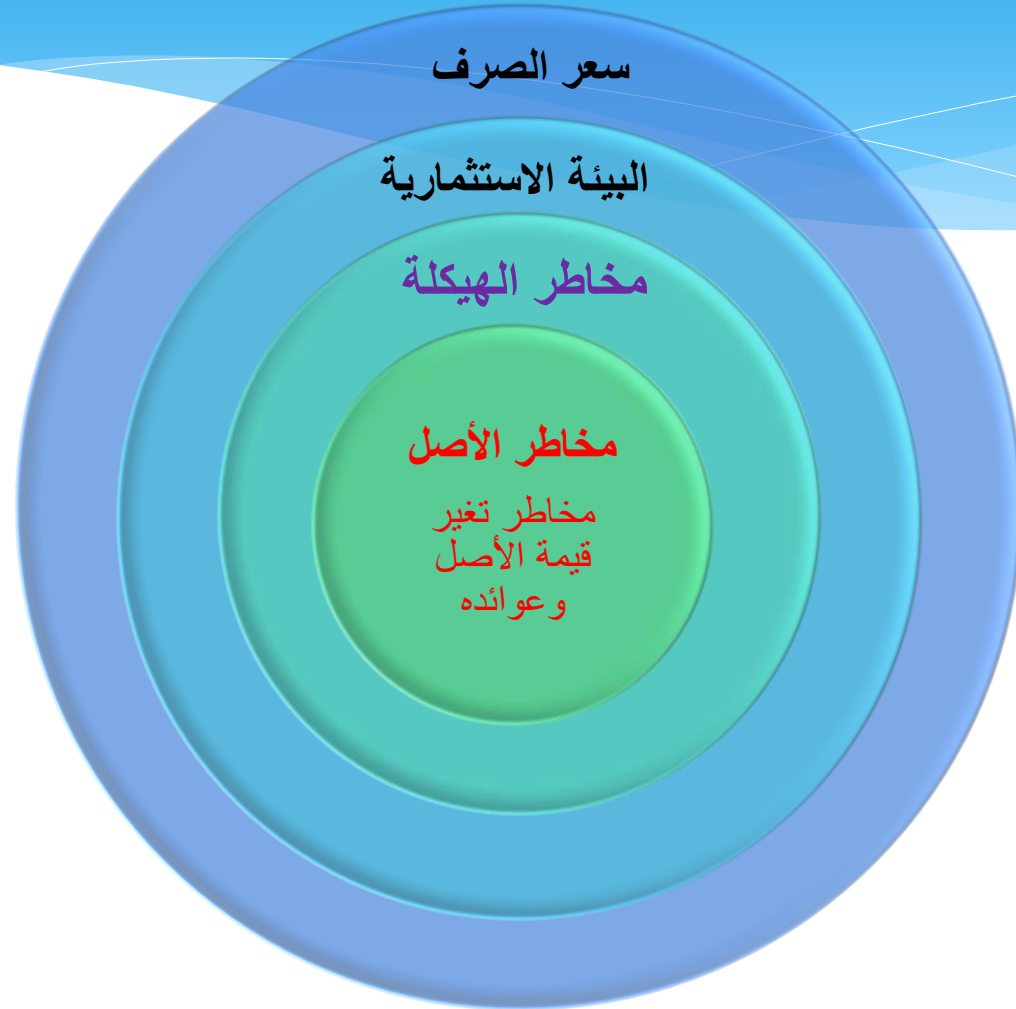 سعر الصرف
البيئة الاستثمارية
مخاطر الهيكلة
مخاطر الأصل
مخاطر تغير
قيمة الأصل
وعوائده